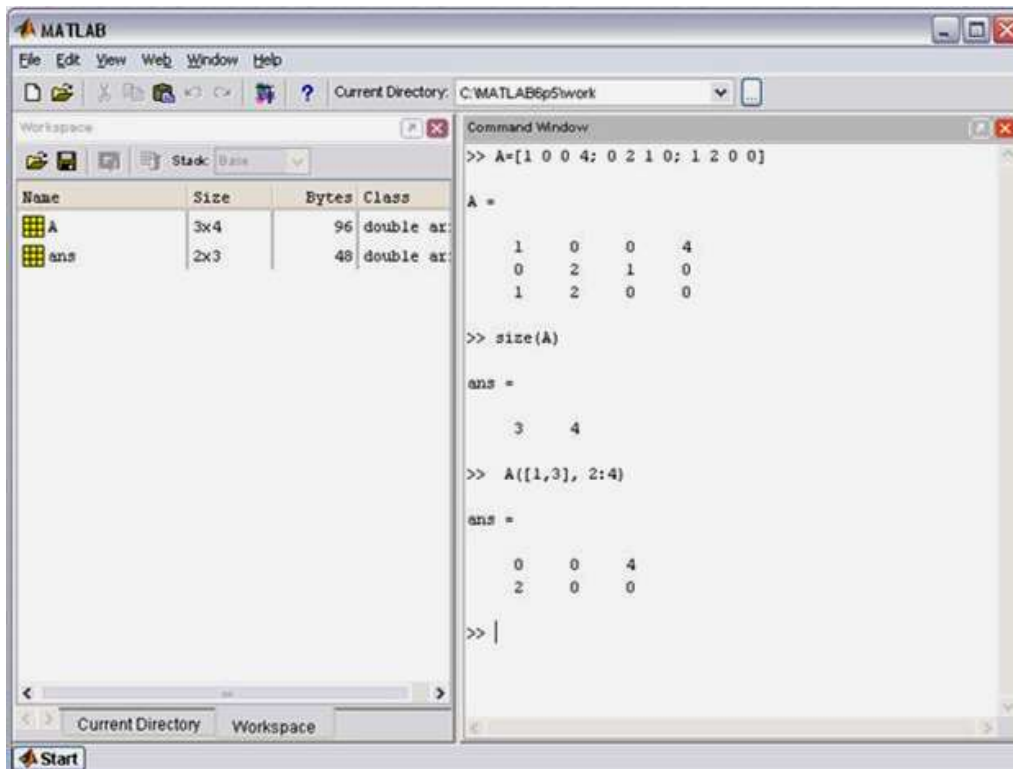 MATLAB
File Edit View Web Window Help
? Current Directory: C:\MATLAB6p5\work ...
Workspace
Stack: Base
Name Size Bytes Class
A 3x4 96 double ar
ans 2x3 48 double ar
Current Directory Workspace
Command Window
>> A=[1 0 0 4; 0 2 1 0; 1 2 0 0]
A =
1 0 0 4
0 2 1 0
1 2 0 0
>> size(A)
ans =
3 4
>> A([1,3], 2:4)
ans =
0 0 4
2 0 0
>>
Start